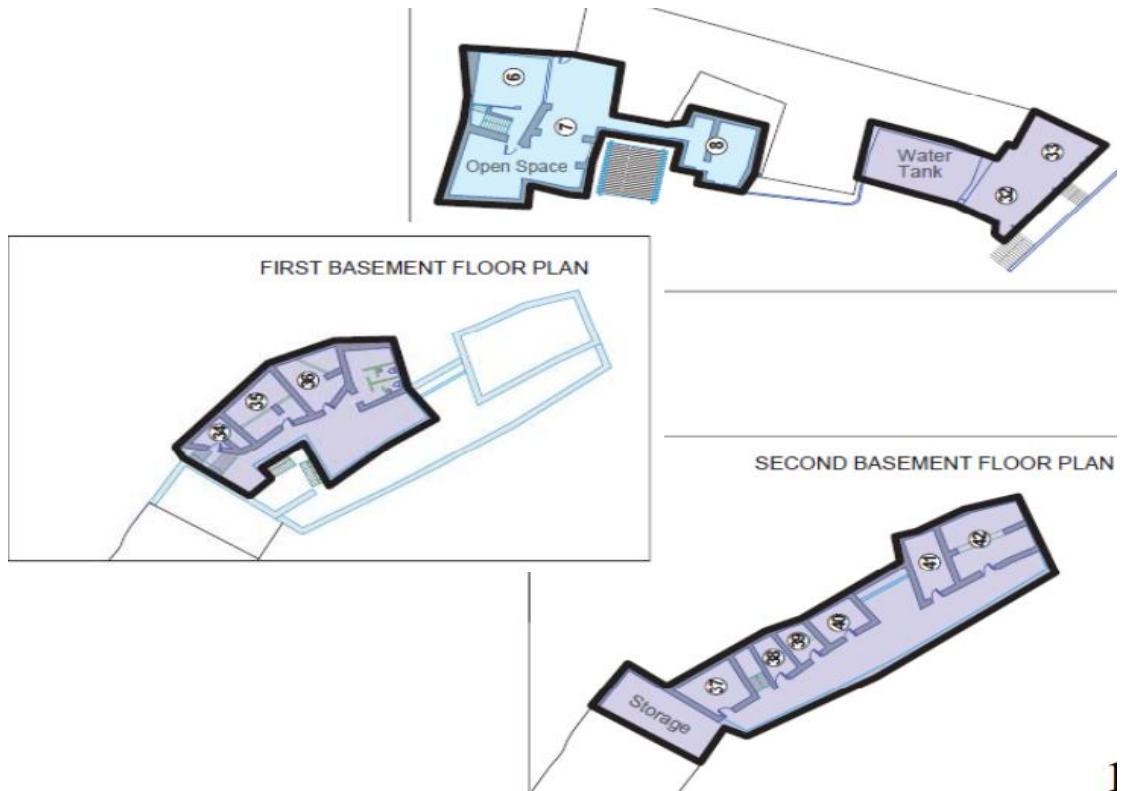 6
7
8
Open Space
Water
Tank
33
32
FIRST BASEMENT FLOOR PLAN
36
35
34
SECOND BASEMENT FLOOR PLAN
42
41
40
39
38
37
Storage
1